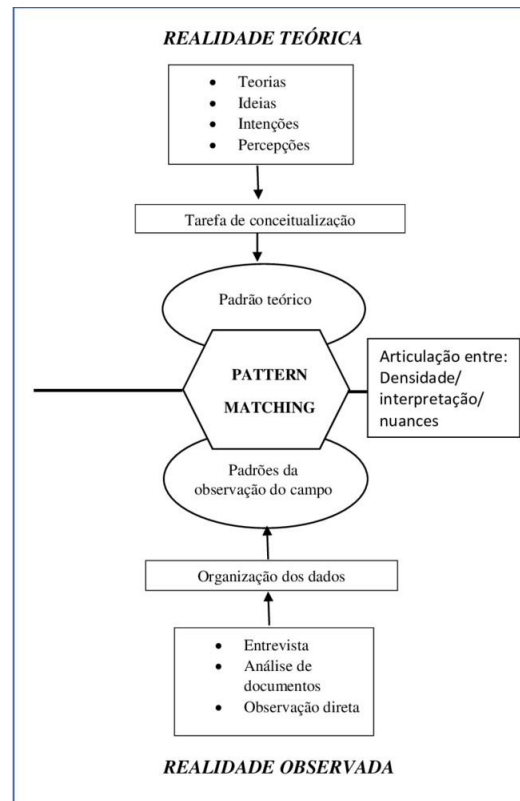 REALIDADE TEÓRICA
• Teorias
• Ideias
• Intenções
• Percepções
Tarefa de conceitualização
Padrão teórico
PATTERN
MATCHING
Articulação entre:
Densidade/
interpretação/
nuances
Padrões da
observação do campo
Organização dos dados
• Entrevista
• Análise de
documentos
• Observação direta
REALIDADE OBSERVADA